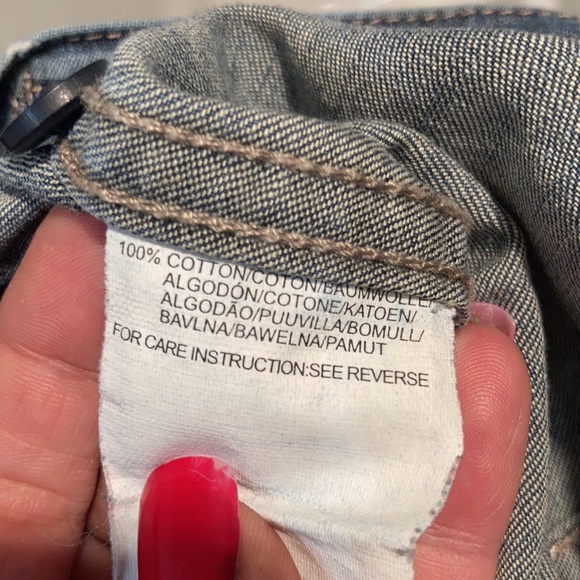 100% COTTON/COTON/BAUMWOLLE/
ALGODÓN/COTONE/KATOEN/
ALGODÃO/PUUVILLA/BOMULL/
BAVLNA/BAWELNA/PAMUT
FOR CARE INSTRUCTION:SEE REVERSE